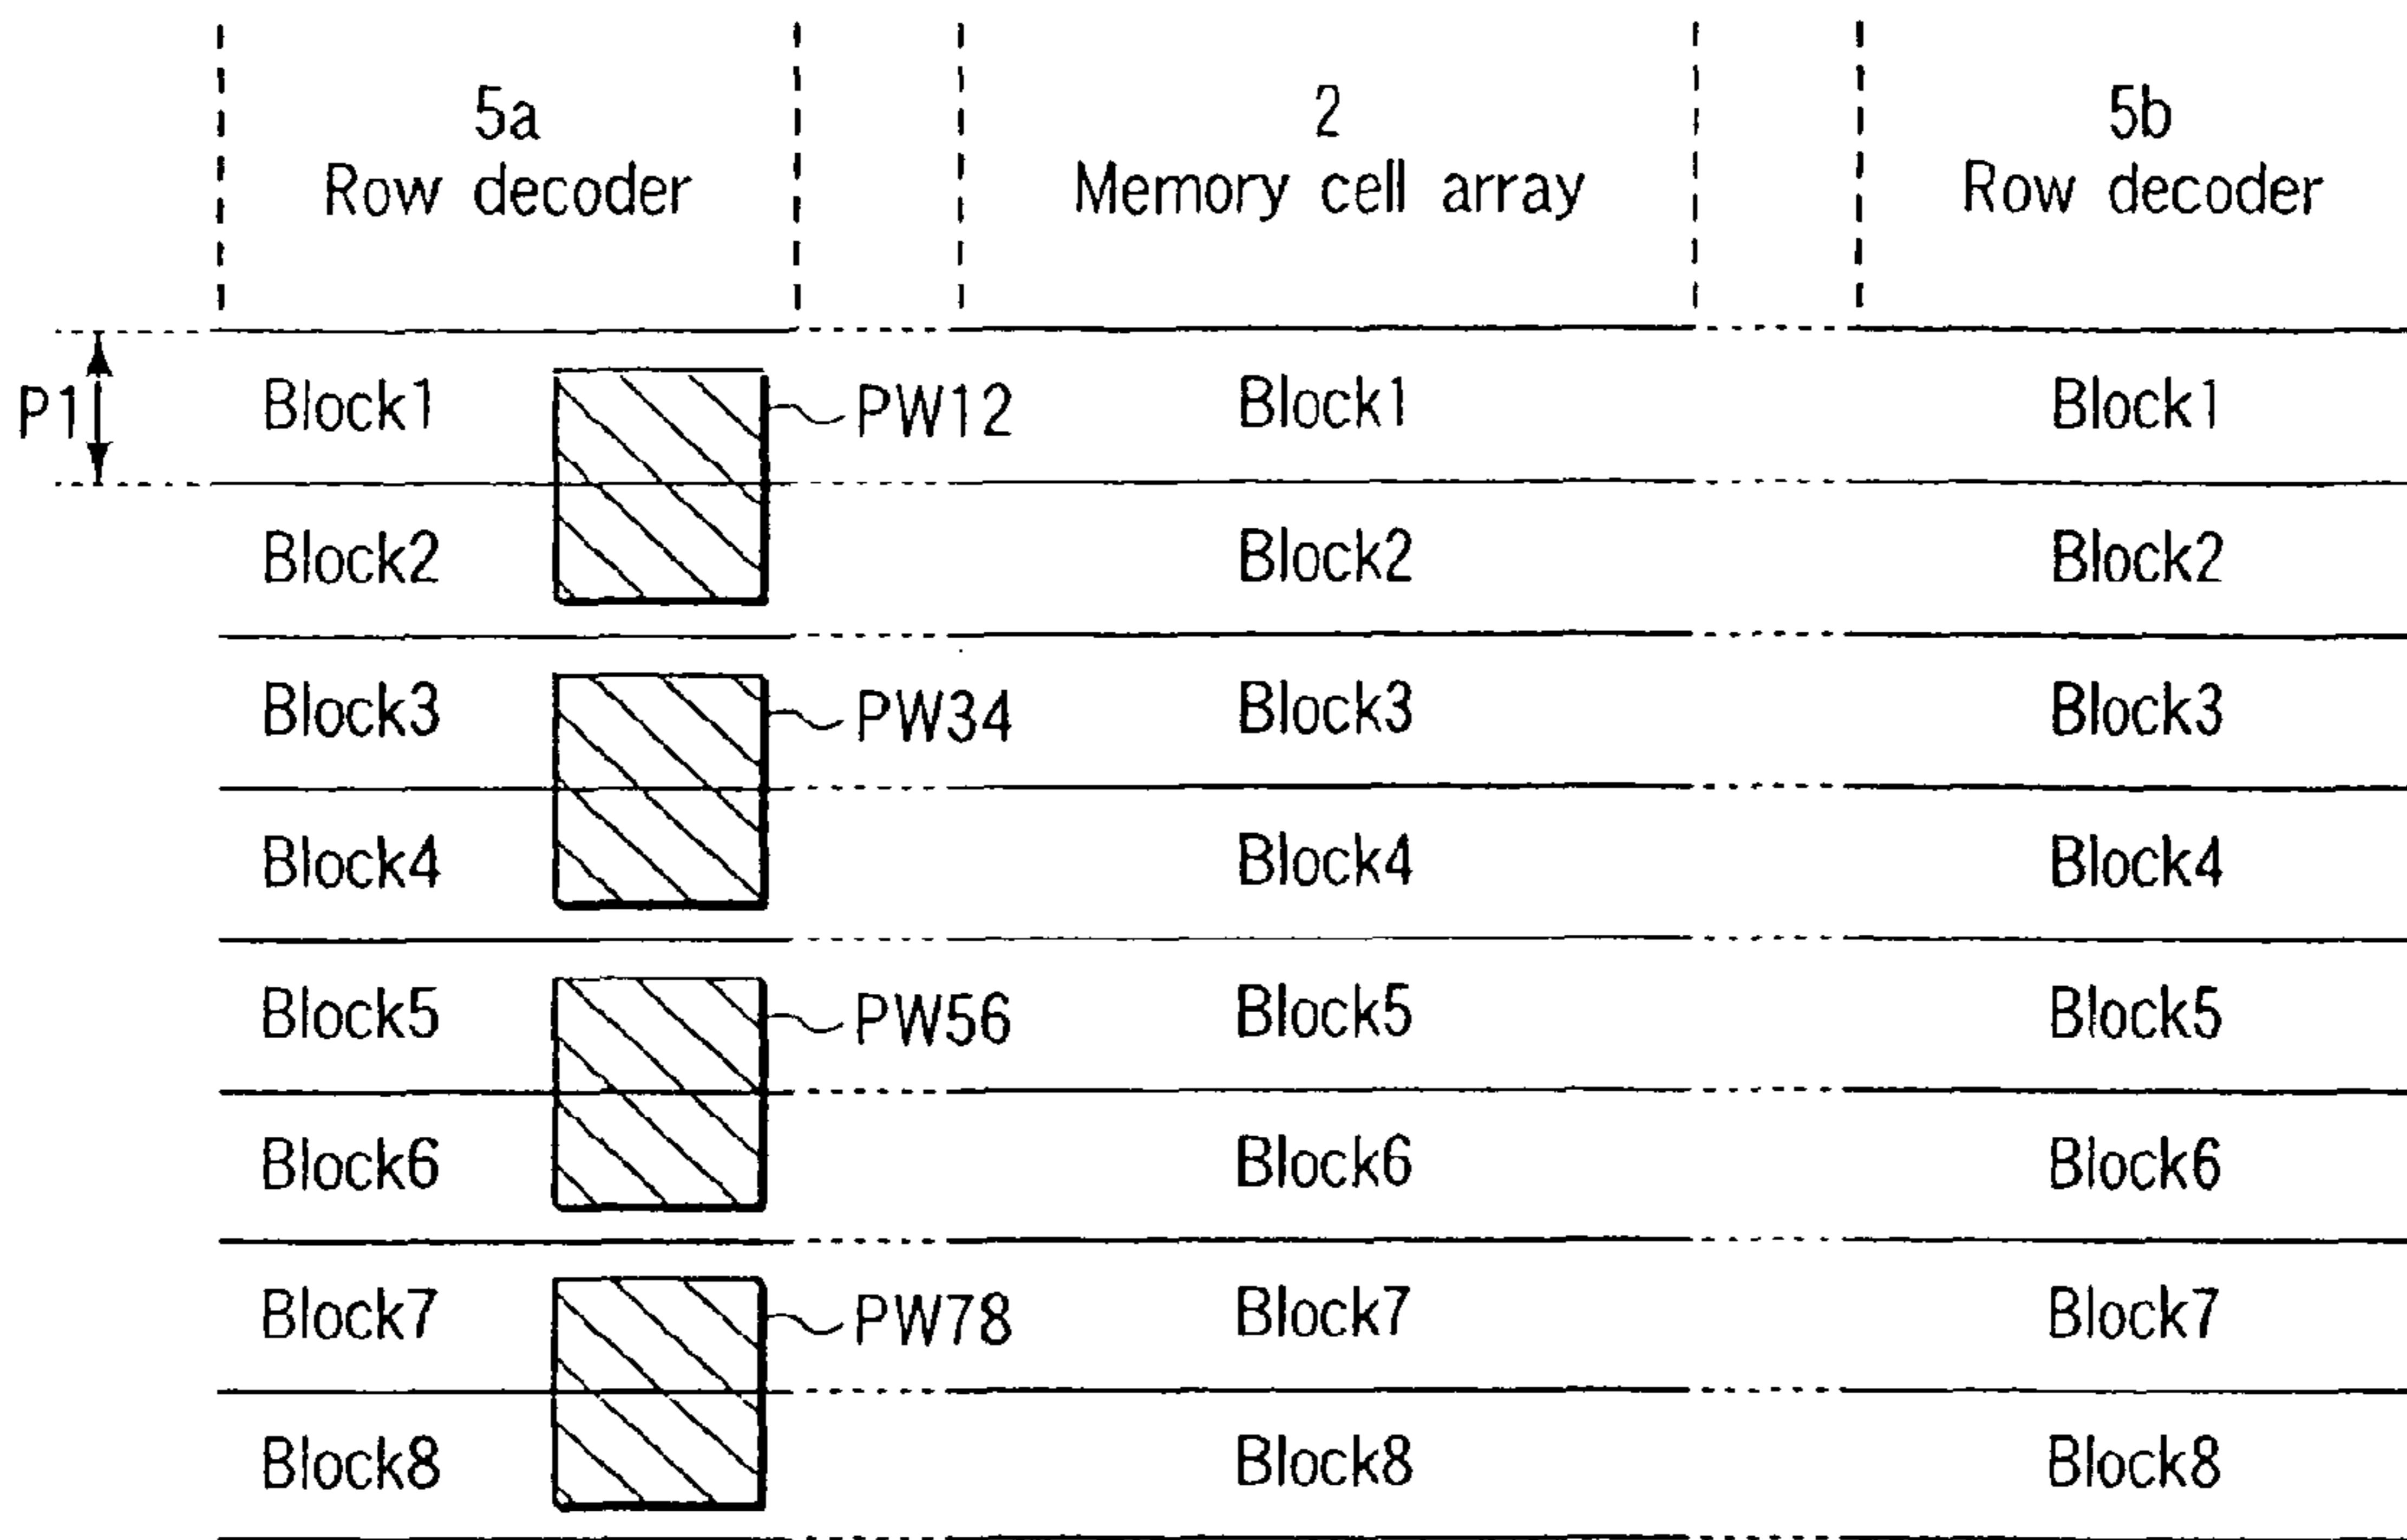 5a
Row decoder
2
Memory cell array
5b
Row decoder
P1
Block1
PW12
Block1
Block1
Block2
Block2
Block2
Block3
PW34
Block3
Block3
Block4
Block4
Block4
Block5
PW56
Block5
Block5
Block6
Block6
Block6
Block7
PW78
Block7
Block7
Block8
Block8
Block8